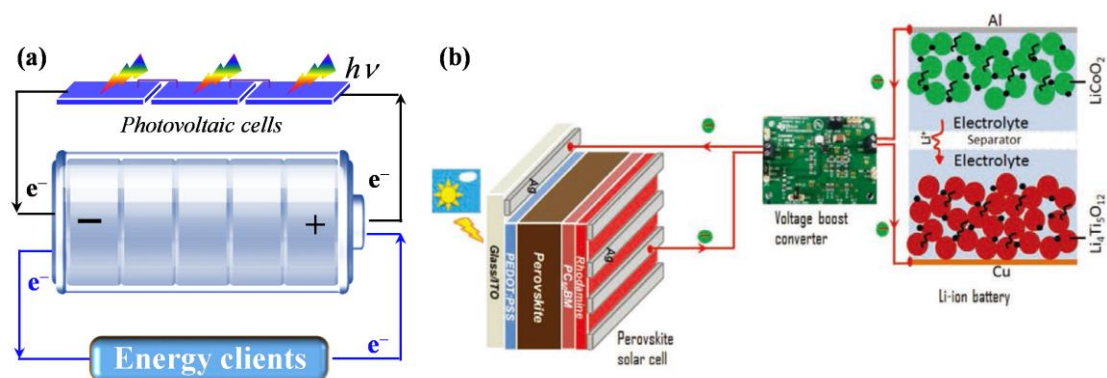 (a)
hν
Photovoltaic cells
e⁻
e⁻
−
+
e⁻
e⁻
Energy clients
(b)
Ag
Glass/ITO
PEDOT:PSS
Perovskite
Ag
Rhodamine
PC₆₀BM
Perovskite
solar cell
Voltage boost
converter
Al
LiCoO₂
Electrolyte
Li⁺
Separator
Electrolyte
Li₄Ti₅O₁₂
Cu
Li-ion battery